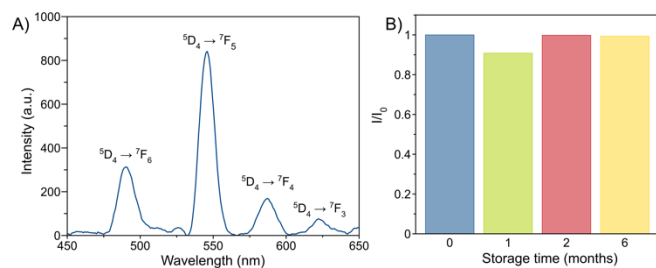 A)
1000
800
600
400
200
0
Intensity (a.u.)
⁵D₄ → ⁷F₆
⁵D₄ → ⁷F₅
⁵D₄ → ⁷F₄
⁵D₄ → ⁷F₃
450 500 550 600 650
Wavelength (nm)
B)
1
0.8
0.6
0.4
0.2
0
I/I₀
0 1 2 6
Storage time (months)